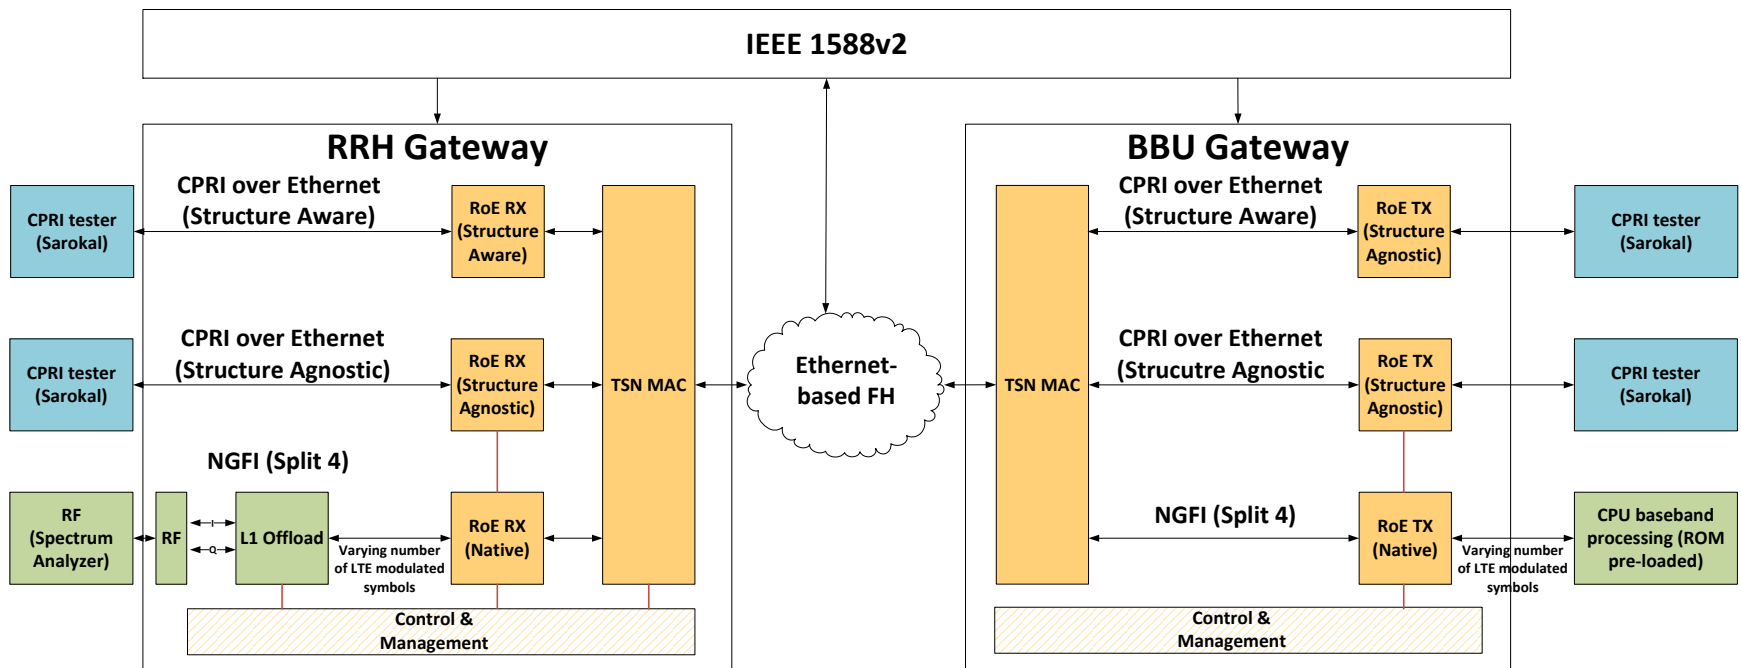 IEEE 1588v2
RRH Gateway
CPRI over Ethernet
(Structure Aware)
CPRI tester
(Sarokal)
RoE RX
(Structure
Aware)
CPRI over Ethernet
(Structure Agnostic)
CPRI tester
(Sarokal)
RoE RX
(Structure
Agnostic)
TSN MAC
NGFI (Split 4)
RF
(Spectrum
Analyzer)
RF
I
Q
L1 Offload
Varying number
of LTE modulated
symbols
RoE RX
(Native)
Control &
Management
Ethernet-
based FH
BBU Gateway
CPRI over Ethernet
(Structure Aware)
RoE TX
(Structure
Agnostic)
CPRI tester
(Sarokal)
TSN MAC
CPRI over Ethernet
(Strucutre Agnostic
RoE TX
(Structure
Agnostic)
CPRI tester
(Sarokal)
NGFI (Split 4)
RoE TX
(Native)
Varying number
of LTE modulated
symbols
CPU baseband
processing (ROM
pre-loaded)
Control &
Management